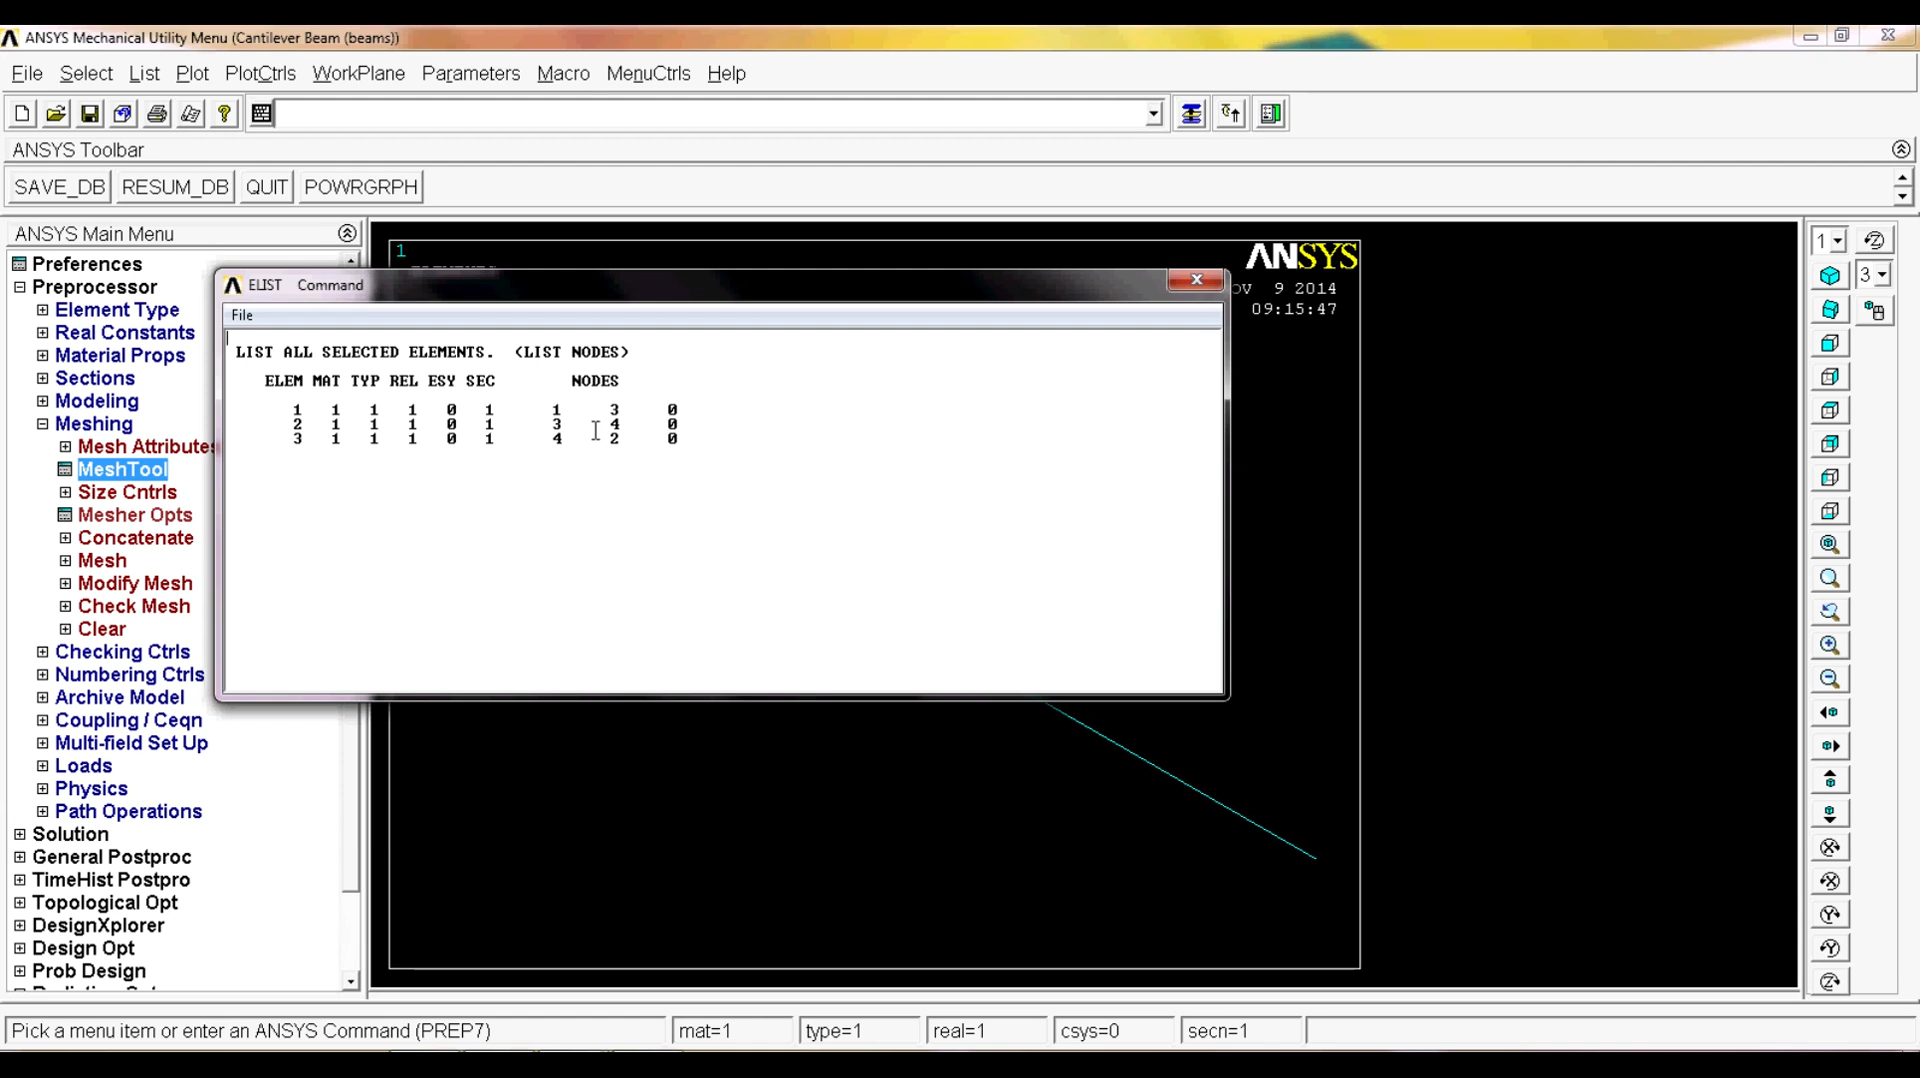 ANSYS Mechanical Utility Menu (Cantilever Beam (beams))
File Select List Plot PlotCtrls WorkPlane Parameters Macro MenuCtrls Help
ANSYS Toolbar
SAVE_DB RESUM_DB QUIT POWRGRPH
ANSYS Main Menu
Preferences
Preprocessor
Element Type
Real Constants
Material Props
Sections
Modeling
Meshing
Mesh Attributes
MeshTool
Size Cntrls
Mesher Opts
Concatenate
Mesh
Modify Mesh
Check Mesh
Clear
Checking Ctrls
Numbering Ctrls
Archive Model
Coupling / Ceqn
Multi-field Set Up
Loads
Physics
Path Operations
Solution
General Postproc
TimeHist Postpro
Topological Opt
DesignXplorer
Design Opt
Prob Design
1
ANSYS
9 2014
09:15:47
ELIST Command
File
LIST ALL SELECTED ELEMENTS. (LIST NODES)
ELEM MAT TYP REL ESY SEC NODES
1 1 1 1 0 1 1 3 0
2 1 1 1 0 1 3 4 0
3 1 1 1 0 1 4 2 0
1
3
Pick a menu item or enter an ANSYS Command (PREP7) mat=1 type=1 real=1 csys=0 secn=1